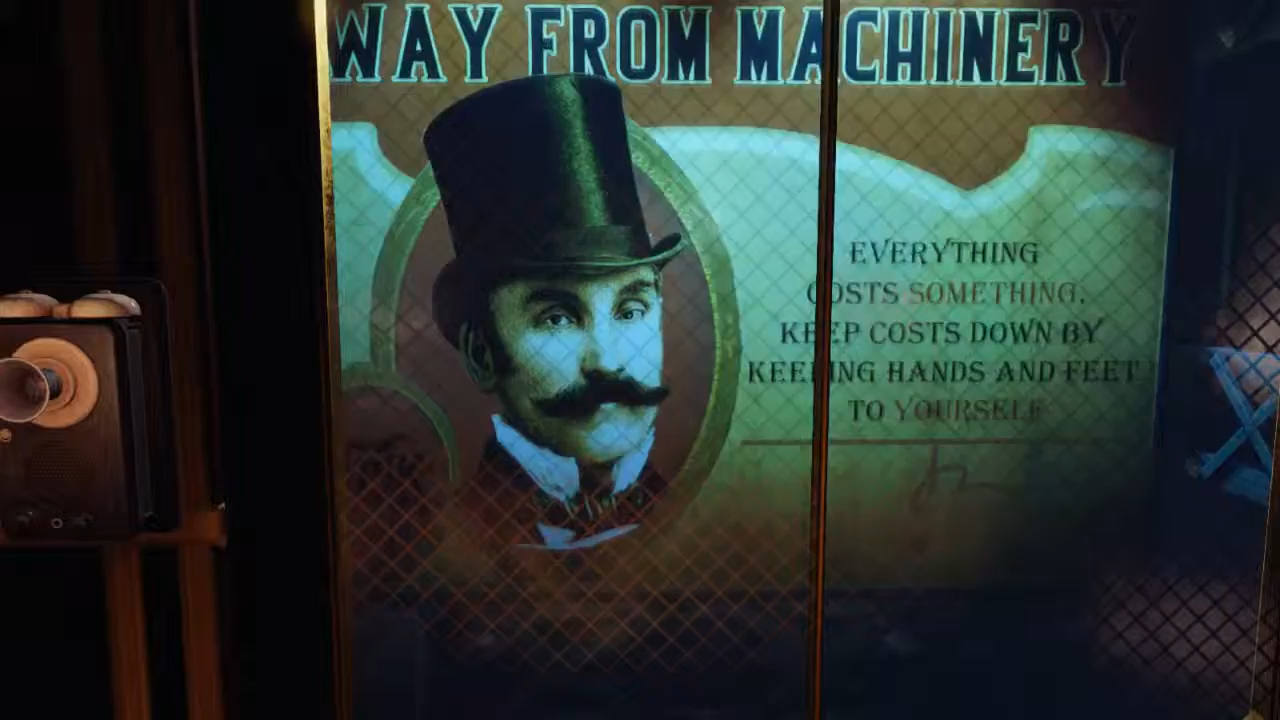 WAY FROM MACHINERY
EVERYTHING
COSTS SOMETHING.
KEEP COSTS DOWN BY
KEEPING HANDS AND FEET
TO YOURSELF